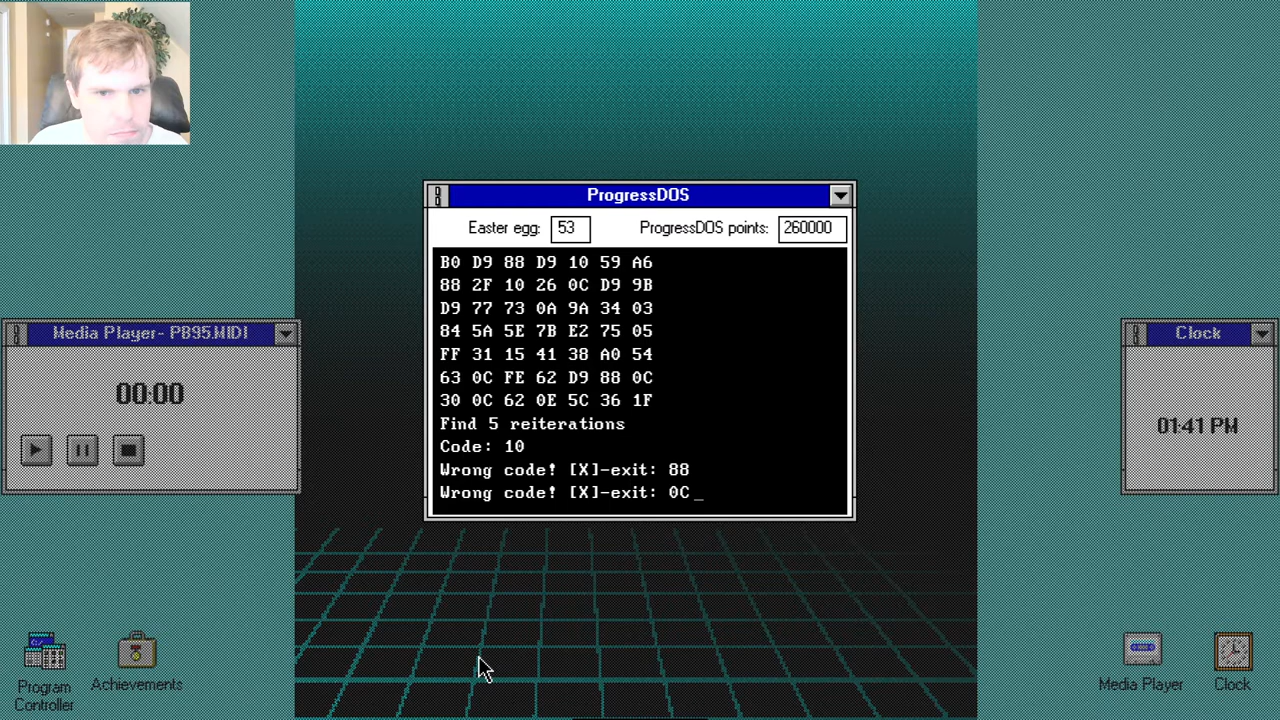 ProgressDOS
Easter egg: 53 ProgressDOS points: 260000
B0 D9 88 D9 10 59 A6
88 2F 10 26 0C D9 9B
D9 77 73 0A 9A 34 03
84 5A 5E 7B E2 75 05
FF 31 15 41 38 A0 54
63 0C FE 62 D9 88 0C
30 0C 62 0E 5C 36 1F
Find 5 reiterations
Code: 10
Wrong code! [X]-exit: 88
Wrong code! [X]-exit: 0C_
Media Player- PB95.MIDI
00:00
Clock
01:41 PM
Program
Controller
Achievements
Media Player
Clock